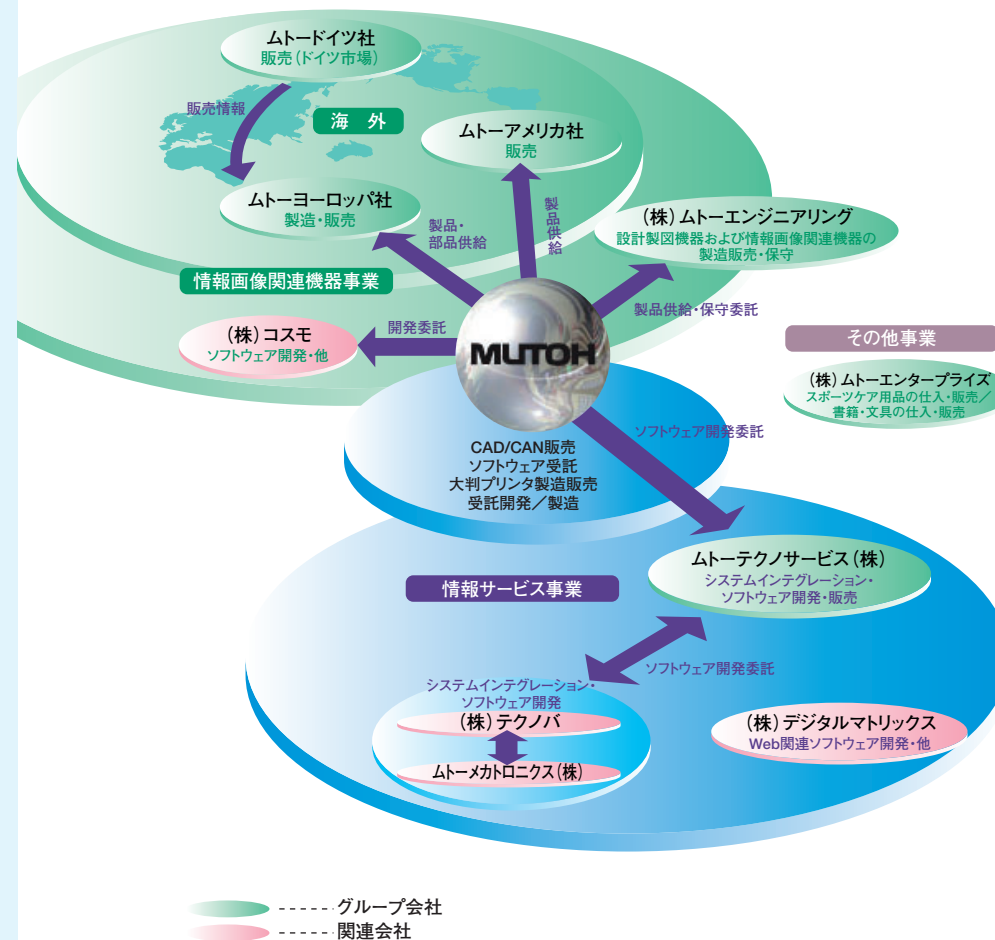 ムトードイツ社
販売（ドイツ市場）
販売情報
海 外
ムトーアメリカ社
販売
ムトーヨーロッパ社
製造・販売
製品・
部品供給
製品供給
（株）ムトーエンジニアリング
設計製図機器および情報画像関連機器の
製造販売・保守
情報画像関連機器事業
製品供給・保守委託
（株）コスモ
ソフトウェア開発・他
開発委託
MUTOH
その他事業
（株）ムトーエンタープライズ
スポーツケア用品の仕入・販売／
書籍・文具の仕入・販売
ソフトウェア開発委託
CAD/CAN販売
ソフトウェア受託
大判プリンタ製造販売
受託開発／製造
ムトーテクノサービス（株）
システムインテグレーション・
ソフトウェア開発・販売
情報サービス事業
ソフトウェア開発委託
システムインテグレーション・
ソフトウェア開発
（株）テクノバ
ムトーメカトロニクス（株）
（株）デジタルマトリックス
Web関連ソフトウェア開発・他
------グループ会社
------関連会社